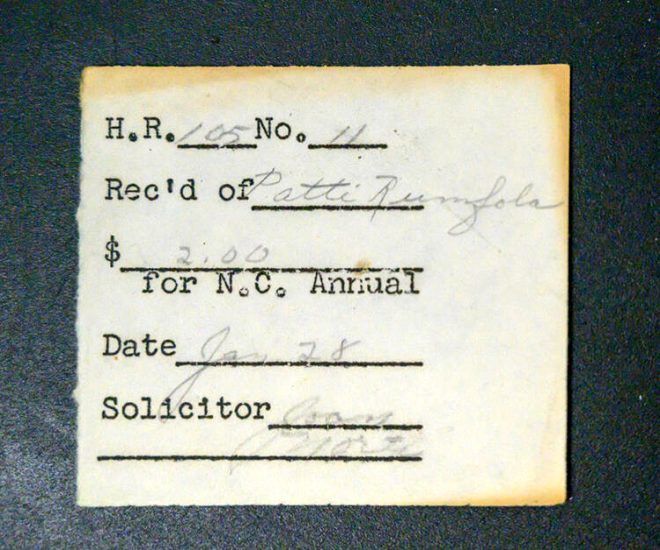 H.R. 105 No. 11
Rec'd of Patti Rumfola
$ 2.00
for N.C. Annual
Date Jan 28
Solicitor